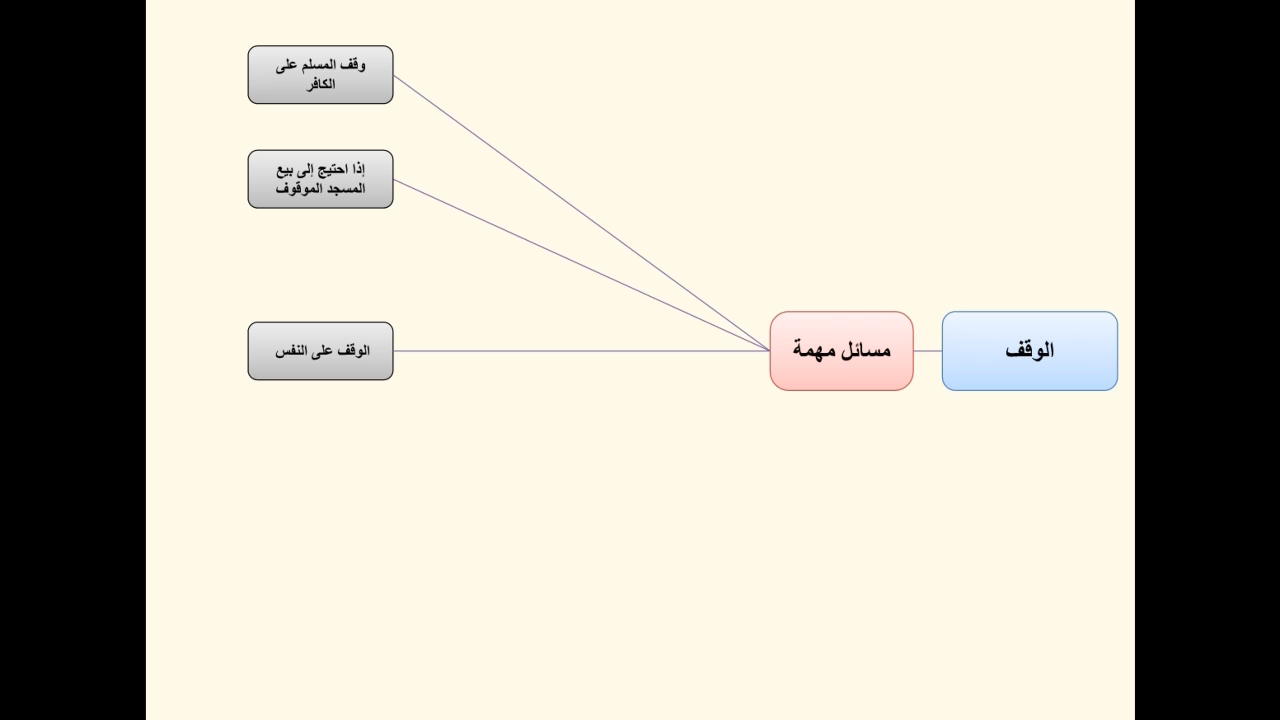 الوقف
مسائل مهمة
وقف المسلم على
الكافر
إذا احتيج إلى بيع
المسجد الموقوف
الوقف على النفس